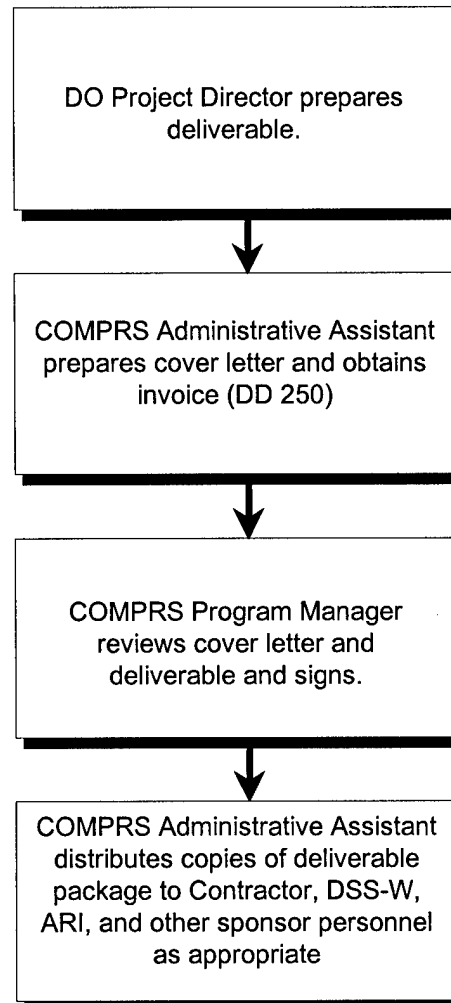 DO Project Director prepares
deliverable.
COMPRS Administrative Assistant
prepares cover letter and obtains
invoice (DD 250)
COMPRS Program Manager
reviews cover letter and
deliverable and signs.
COMPRS Administrative Assistant
distributes copies of deliverable
package to Contractor, DSS-W,
ARI, and other sponsor personnel
as appropriate